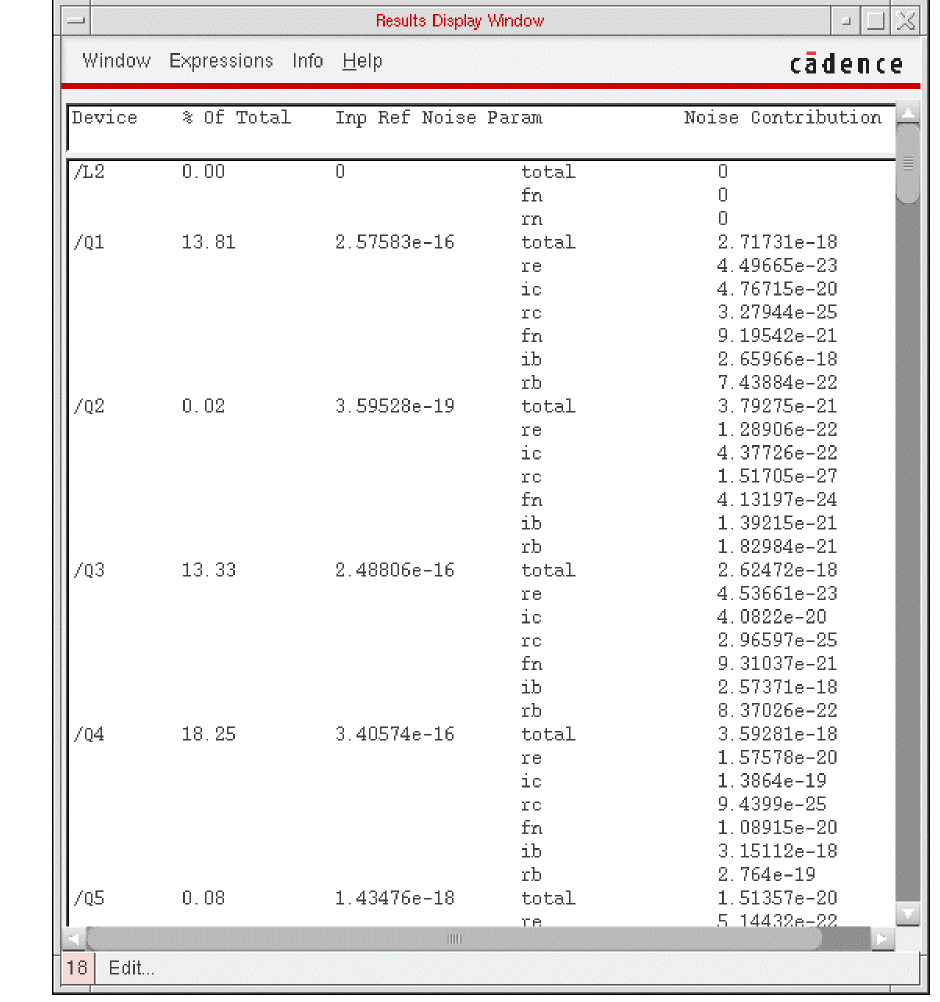 Results Display Window
Window Expressions Info Help
cādence
Device % Of Total Inp Ref Noise Param Noise Contribution
/L2 0.00 0 total 0
fn 0
rn 0
/Q1 13.81 2.57583e-16 total 2.71731e-18
re 4.49665e-23
ic 4.76715e-20
rc 3.27944e-25
fn 9.19542e-21
ib 2.65966e-18
rb 7.43884e-22
/Q2 0.02 3.59528e-19 total 3.79275e-21
re 1.28906e-22
ic 4.37726e-22
rc 1.51705e-27
fn 4.13197e-24
ib 1.39215e-21
rb 1.82984e-21
/Q3 13.33 2.48806e-16 total 2.62472e-18
re 4.53661e-23
ic 4.0822e-20
rc 2.96597e-25
fn 9.31037e-21
ib 2.57371e-18
rb 8.37026e-22
/Q4 18.25 3.40574e-16 total 3.59281e-18
re 1.57578e-20
ic 1.3864e-19
rc 9.4399e-25
fn 1.08915e-20
ib 3.15112e-18
rb 2.764e-19
/Q5 0.08 1.43476e-18 total 1.51357e-20
re 5.14432e-22
18 Edit...